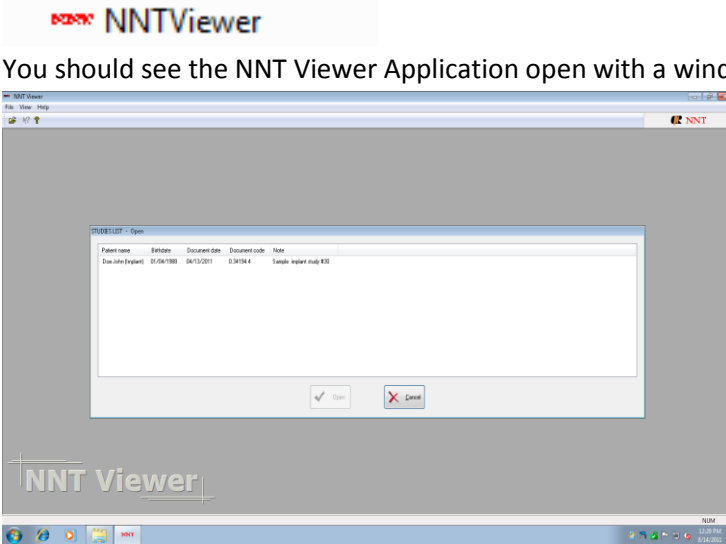 NNTViewer
You should see the NNT Viewer Application open with a wind
NNT Viewer
File View Help
NNT
STUDIES LIST - Open
Patient name Birthdate Document date Document code Note
Doe John (Implant) 01/04/1988 04/13/2011 D.34194.4 Sample implant study #30
Open Cancel
NNT Viewer
NUM
NNT